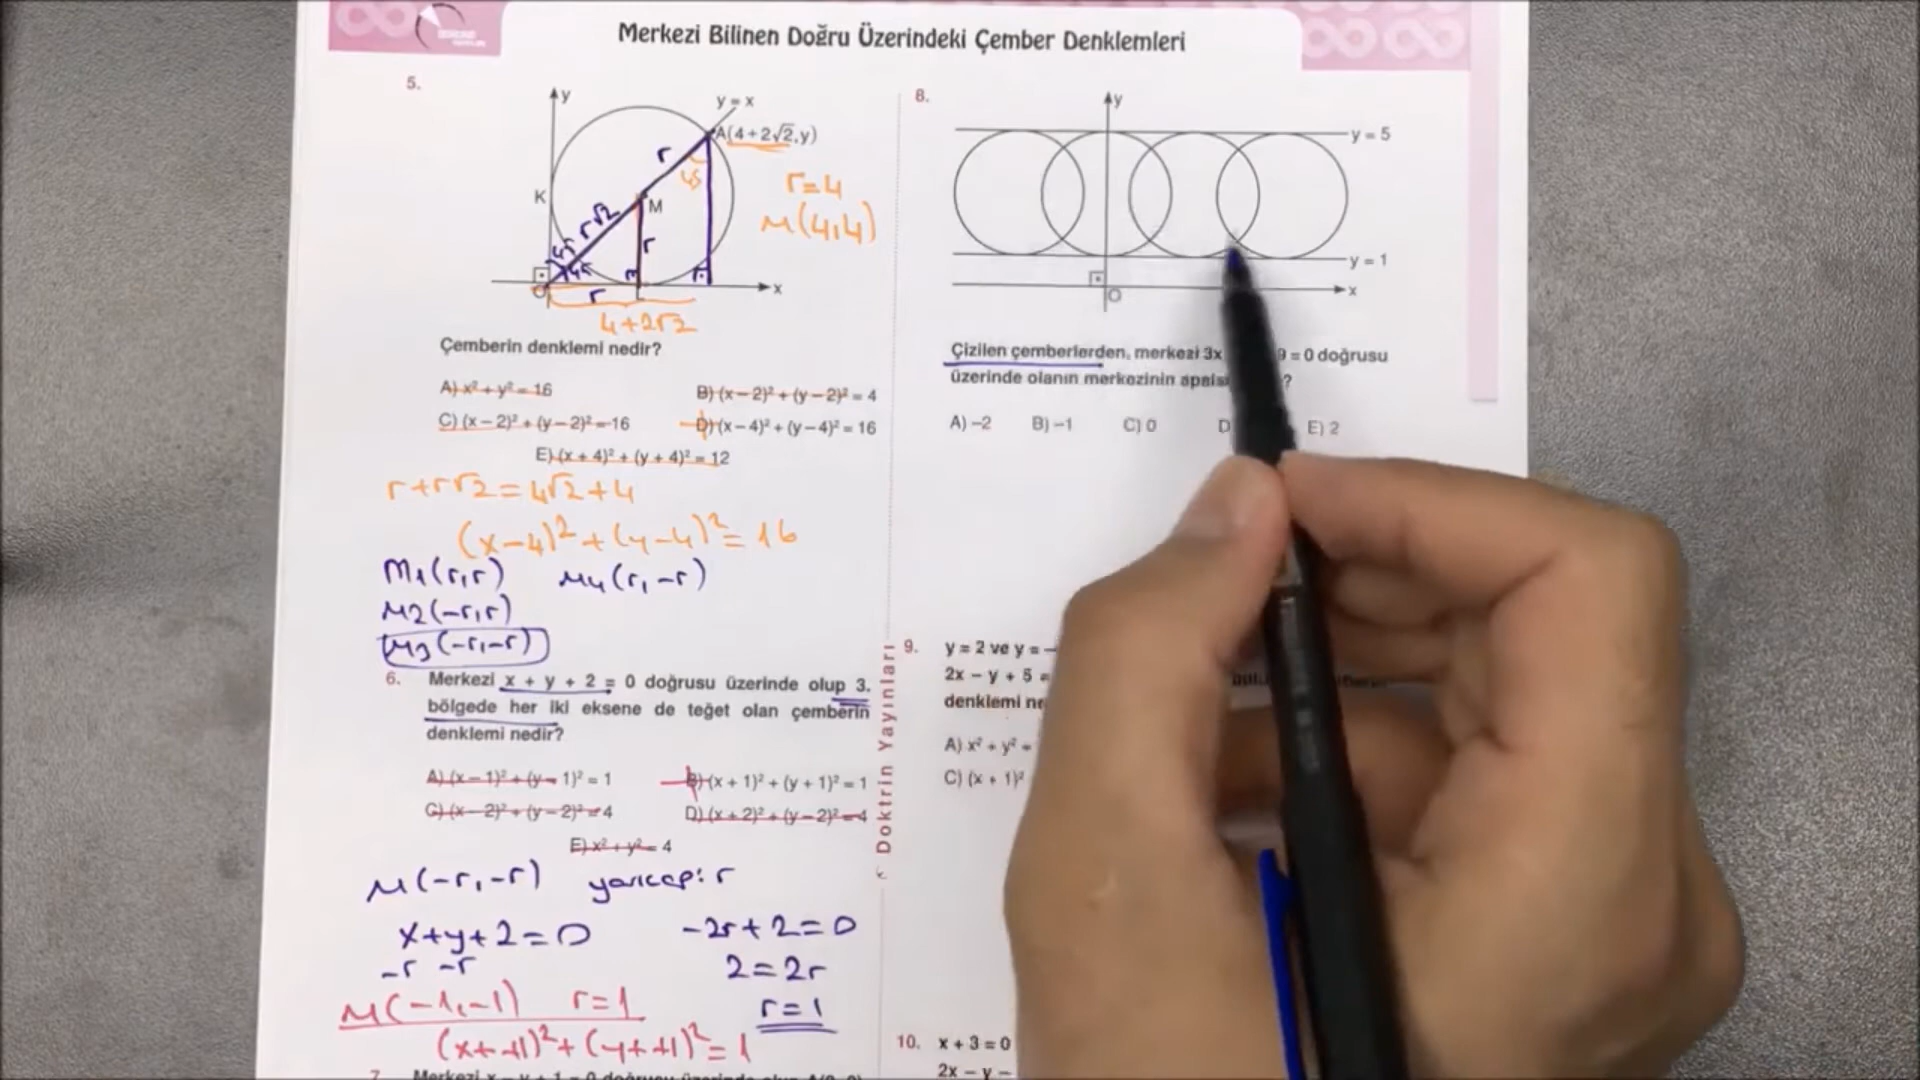 Merkezi Bilinen Doğru Üzerindeki Çember Denklemleri
5.
y
y = x
A(4+2√2,y)
K
M
O
L
x
r
r
r√2
r
45
45
45
4+2√2
r=4
M(4,4)
Çemberin denklemi nedir?
A) x² + y² = 16
B) (x – 2)² + (y – 2)² = 4
C) (x – 2)² + (y – 2)² = 16
D) (x – 4)² + (y – 4)² = 16
E) (x + 4)² + (y + 4)² = 12
r+r√2=4√2+4
(x-4)²+(y-4)²=16
M1(r,r)
M4(r,-r)
M2(-r,r)
M3(-r,-r)
6. Merkezi x + y + 2 = 0 doğrusu üzerinde olup 3.
bölgede her iki eksene de teğet olan çemberin
denklemi nedir?
A) (x – 1)² + (y – 1)² = 1
B) (x + 1)² + (y + 1)² = 1
C) (x – 2)² + (y – 2)² = 4
D) (x + 2)² + (y – 2)² = 4
E) x² + y² = 4
M(-r,-r) yarıçap: r
x+y+2=0
-r -r
-2r+2=0
2=2r
r=1
M(-1,-1) r=1
(x+1)²+(y+1)²=1
7. Merkezi x – y + 1 = 0 doğrusu üzerinde olup
Doktrin Yayınları
8.
y
y = 5
y = 1
x
O
Çizilen çemberlerden, merkezi 3x 9 = 0 doğrusu
üzerinde olanın merkezinin ?
A) –2 B) –1 C) 0 D E) 2
9. y = 2 ve y = –
2x – y + 5 =
denklemi
A) x² + y² =
C) (x + 1)²
10. x + 3 = 0
2x – y –